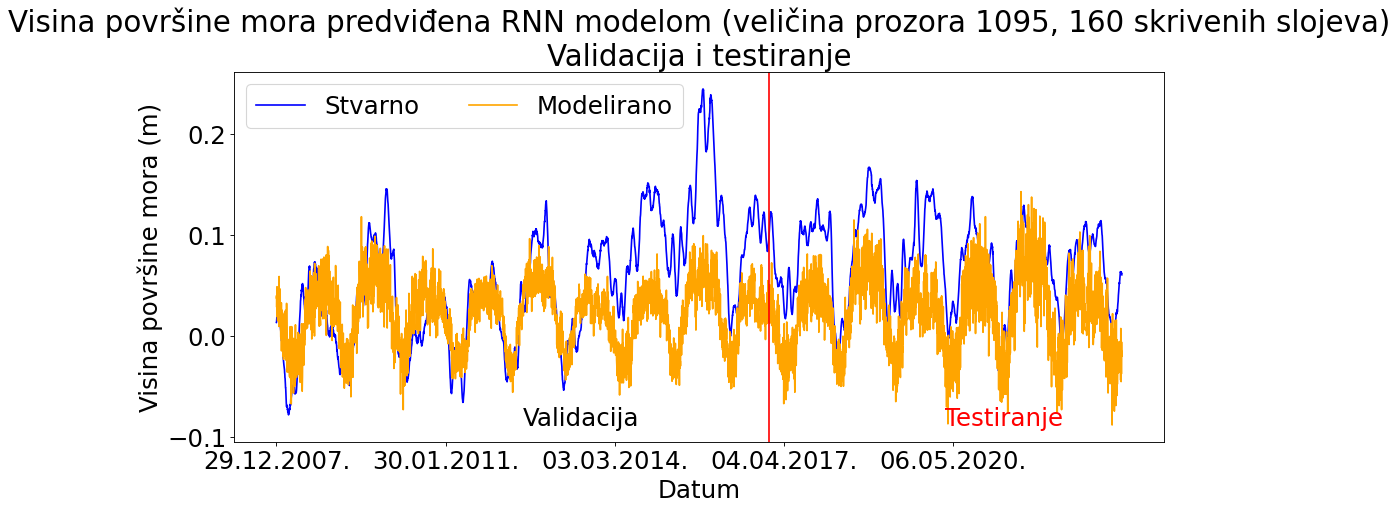 Visina površine mora predviđena RNN modelom (veličina prozora 1095, 160 skrivenih slojeva)
Validacija i testiranje
Stvarno
Modelirano
Visina površine mora (m)
0.2
0.1
0.0
−0.1
Validacija
Testiranje
29.12.2007.
30.01.2011.
03.03.2014.
04.04.2017.
06.05.2020.
Datum